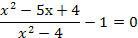 (x² − 5x + 4)/(x² − 4) − 1 = 0